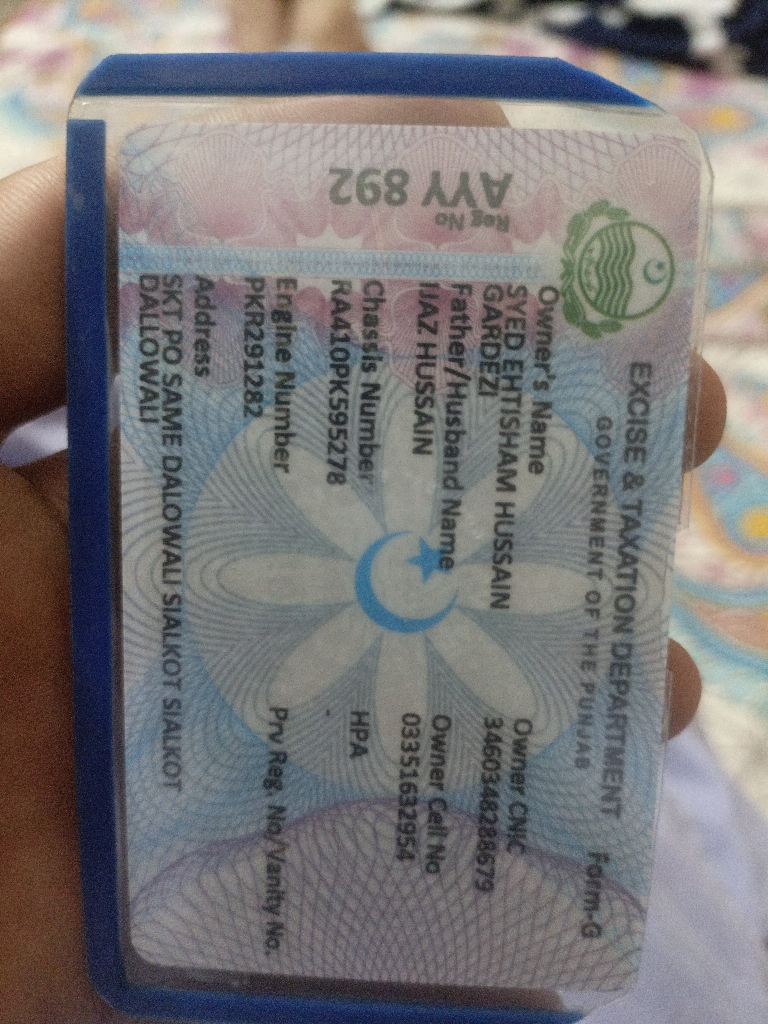 EXCISE & TAXATION DEPARTMENT
GOVERNMENT OF THE PUNJAB
Form-G
Reg No
AYY 892
Owner's Name
SYED EHTISHAM HUSSAIN
GARDEZI
Owner CNIC
3460348288679
Father/Husband Name
IJAZ HUSSAIN
Owner Cell No
03351632954
Chassis Number
RA410PK595278
HPA
-
Engine Number
PKR291282
Prv Reg. No/Vanity No.
Address
SKT PO SAME DALOWALI SIALKOT SIALKOT
DALLOWALI